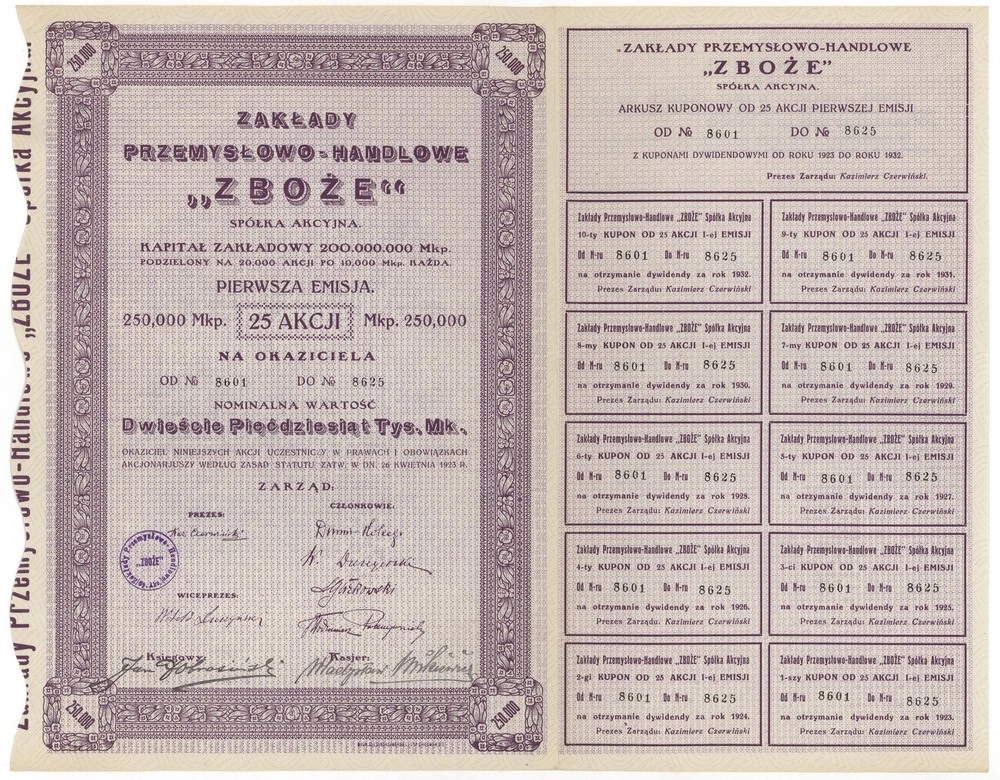 250.000
250.000
ZAKŁADY
PRZEMYSŁOWO-HANDLOWE
„ZBOŻE“
SPÓŁKA AKCYJNA.
KAPITAŁ ZAKŁADOWY 200.000.000 Mkp.
PODZIELONY NA 20.000 AKCJI PO 10,000 Mkp. KAŻDA.
PIERWSZA EMISJA.
250,000 Mkp. 25 AKCJI Mkp. 250,000
NA OKAZICIELA
OD № 8601 DO № 8625
NOMINALNA WARTOŚĆ
Dwieście Pięćdziesiąt Tys. Mk.
OKAZICIEL NINIEJSZYCH AKCJI UCZESTNICZY W PRAWACH I OBOWIĄZKACH
AKCJONARJUSZY WEDŁUG ZASAD STATUTU ZATW. W DN. 26 KWIETNIA 1923 R.
ZARZĄD:
PREZES:
CZŁONKOWIE:
„ZBOŻE”
WICEPREZES:
Księgowy:
Kasjer:
250.000
250.000
Zakłady Przemysłowo-Handlowe „ZBOŻE” Spółka Akcyjna
ZAKŁADY PRZEMYSŁOWO-HANDLOWE
„ZBOŻE”
SPÓŁKA AKCYJNA.
ARKUSZ KUPONOWY OD 25 AKCJI PIERWSZEJ EMISJI
OD № 8601 DO № 8625
Z KUPONAMI DYWIDENDOWYMI OD ROKU 1923 DO ROKU 1932.
Prezes Zarządu: Kazimierz Czerwiński.
Zakłady Przemysłowo-Handlowe „ZBOŻE” Spółka Akcyjna
10-ty KUPON OD 25 AKCJI I-ej EMISJI
Od N-ru 8601 Do N-ru 8625
na otrzymanie dywidendy za rok 1932.
Prezes Zarządu: Kazimierz Czerwiński
Zakłady Przemysłowo-Handlowe „ZBOŻE” Spółka Akcyjna
9-ty KUPON OD 25 AKCJI I-ej EMISJI
Od N-ru 8601 Do N-ru 8625
na otrzymanie dywidendy za rok 1931.
Prezes Zarządu: Kazimierz Czerwiński
Zakłady Przemysłowo-Handlowe „ZBOŻE” Spółka Akcyjna
8-my KUPON OD 25 AKCJI I-ej EMISJI
Od N-ru 8601 Do N-ru 8625
na otrzymanie dywidendy za rok 1930.
Prezes Zarządu: Kazimierz Czerwiński
Zakłady Przemysłowo-Handlowe „ZBOŻE” Spółka Akcyjna
7-my KUPON OD 25 AKCJI I-ej EMISJI
Od N-ru 8601 Do N-ru 8625
na otrzymanie dywidendy za rok 1929.
Prezes Zarządu: Kazimierz Czerwiński
Zakłady Przemysłowo-Handlowe „ZBOŻE” Spółka Akcyjna
6-ty KUPON OD 25 AKCJI I-ej EMISJI
Od N-ru 8601 Do N-ru 8625
na otrzymanie dywidendy za rok 1928.
Prezes Zarządu: Kazimierz Czerwiński
Zakłady Przemysłowo-Handlowe „ZBOŻE” Spółka Akcyjna
5-ty KUPON OD 25 AKCJI I-ej EMISJI
Od N-ru 8601 Do N-ru 8625
na otrzymanie dywidendy za rok 1927.
Prezes Zarządu: Kazimierz Czerwiński
Zakłady Przemysłowo-Handlowe „ZBOŻE” Spółka Akcyjna
4-ty KUPON OD 25 AKCJI I-ej EMISJI
Od N-ru 8601 Do N-ru 8625
na otrzymanie dywidendy za rok 1926.
Prezes Zarządu: Kazimierz Czerwiński
Zakłady Przemysłowo-Handlowe „ZBOŻE” Spółka Akcyjna
3-ci KUPON OD 25 AKCJI I-ej EMISJI
Od N-ru 8601 Do N-ru 8625
na otrzymanie dywidendy za rok 1925.
Prezes Zarządu: Kazimierz Czerwiński
Zakłady Przemysłowo-Handlowe „ZBOŻE” Spółka Akcyjna
2-gi KUPON OD 25 AKCJI I-ej EMISJI
Od N-ru 8601 Do N-ru 8625
na otrzymanie dywidendy za rok 1924.
Prezes Zarządu: Kazimierz Czerwiński
Zakłady Przemysłowo-Handlowe „ZBOŻE” Spółka Akcyjna
1-szy KUPON OD 25 AKCJI I-ej EMISJI
Od N-ru 8601 Do N-ru 8625
na otrzymanie dywidendy za rok 1923.
Prezes Zarządu: Kazimierz Czerwiński